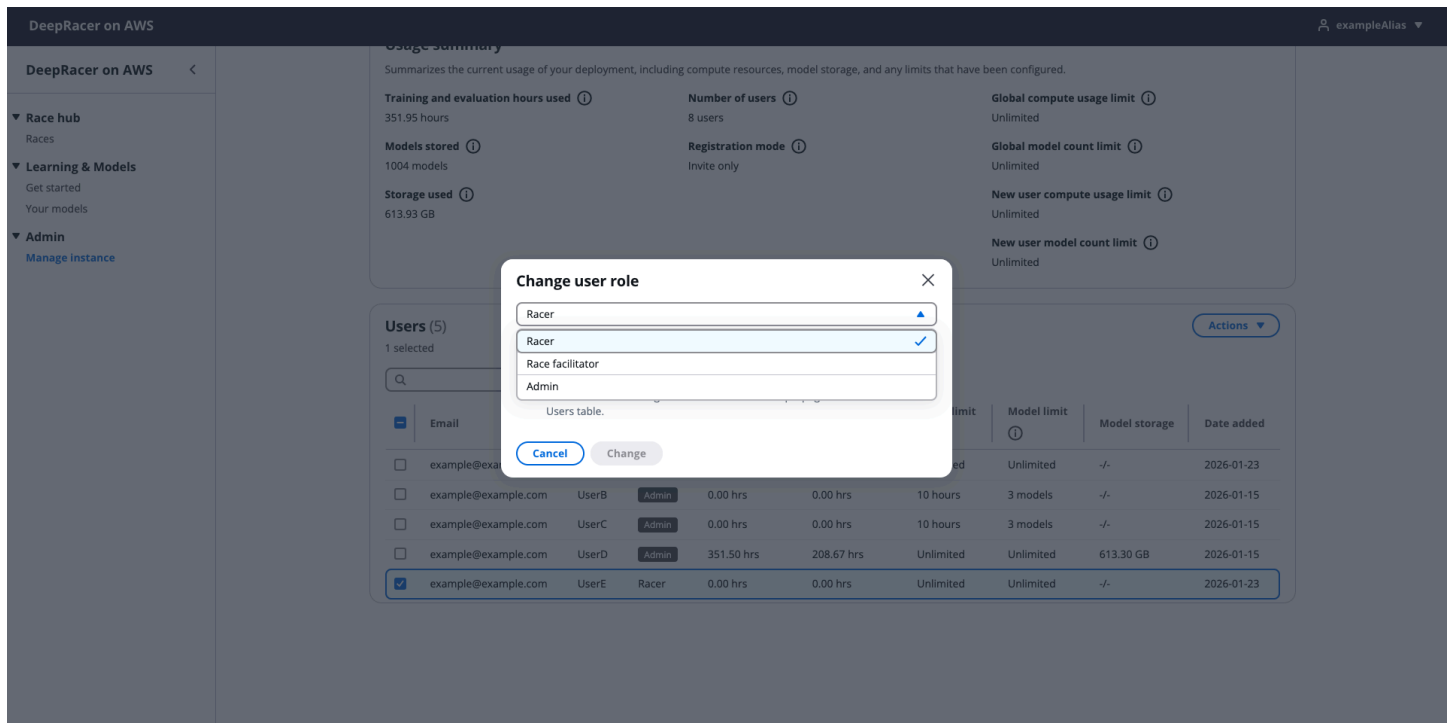 DeepRacer on AWS
exampleAlias
DeepRacer on AWS
Race hub
Races
Learning & Models
Get started
Your models
Admin
Manage instance
Usage summary
Summarizes the current usage of your deployment, including compute resources, model storage, and any limits that have been configured.
Training and evaluation hours used
351.95 hours
Models stored
1004 models
Storage used
613.93 GB
Number of users
8 users
Registration mode
Invite only
Global compute usage limit
Unlimited
Global model count limit
Unlimited
New user compute usage limit
Unlimited
New user model count limit
Unlimited
Change user role
Racer
Racer
Race facilitator
Admin
Users table.
Cancel Change
Users (5)
1 selected
Actions
Email Model limit Model storage Date added
Unlimited -/- 2026-01-23
example@example.com UserB Admin 0.00 hrs 0.00 hrs 10 hours 3 models -/- 2026-01-15
example@example.com UserC Admin 0.00 hrs 0.00 hrs 10 hours 3 models -/- 2026-01-15
example@example.com UserD Admin 351.50 hrs 208.67 hrs Unlimited Unlimited 613.30 GB 2026-01-15
example@example.com UserE Racer 0.00 hrs 0.00 hrs Unlimited Unlimited -/- 2026-01-23